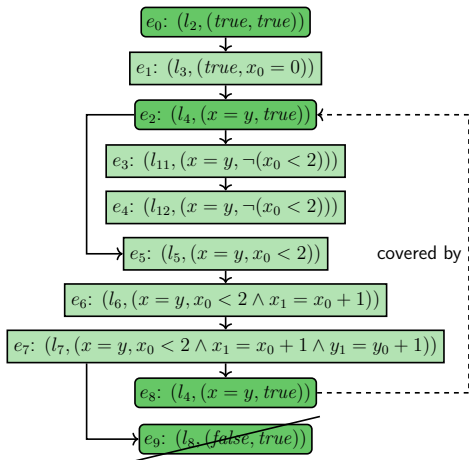 e₀: (l₂, (true, true))
e₁: (l₃, (true, x₀ = 0))
e₂: (l₄, (x = y, true))
e₃: (l₁₁, (x = y, ¬(x₀ < 2)))
e₄: (l₁₂, (x = y, ¬(x₀ < 2)))
e₅: (l₅, (x = y, x₀ < 2))
covered by
e₆: (l₆, (x = y, x₀ < 2 ∧ x₁ = x₀ + 1))
e₇: (l₇, (x = y, x₀ < 2 ∧ x₁ = x₀ + 1 ∧ y₁ = y₀ + 1))
e₈: (l₄, (x = y, true))
e₉: (l₈, (false, true))